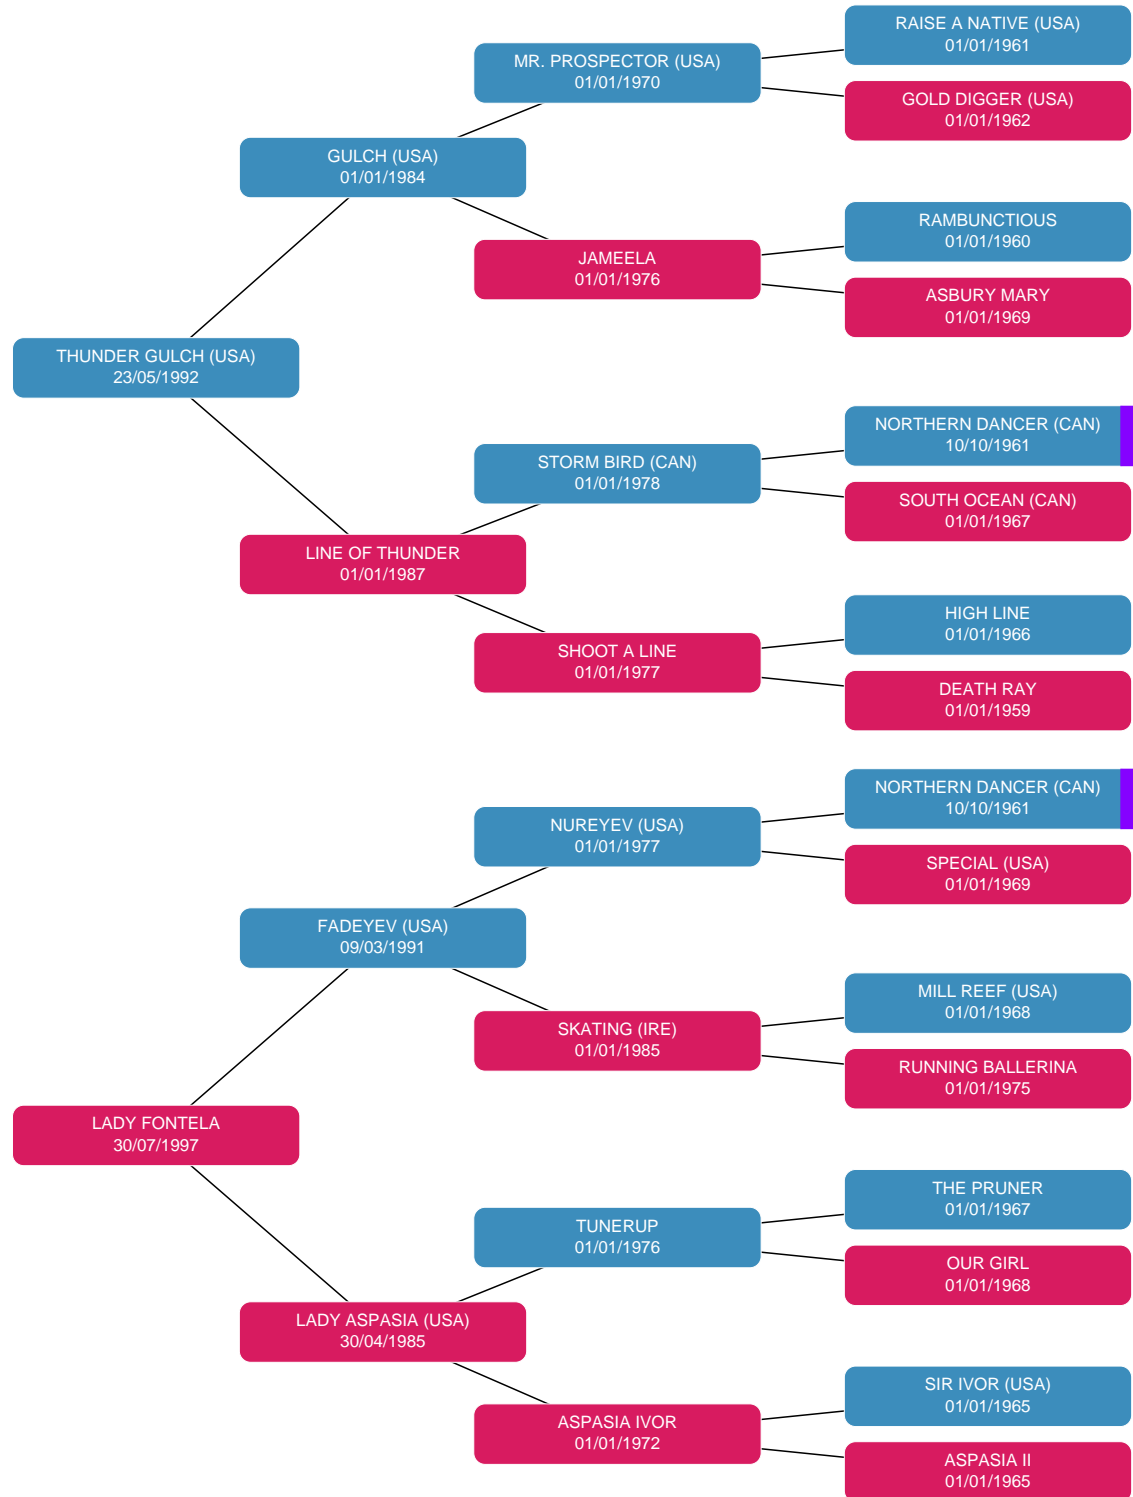 RAISE A NATIVE (USA)
01/01/1961
MR. PROSPECTOR (USA)
01/01/1970
GOLD DIGGER (USA)
01/01/1962
GULCH (USA)
01/01/1984
RAMBUNCTIOUS
01/01/1960
JAMEELA
01/01/1976
ASBURY MARY
01/01/1969
THUNDER GULCH (USA)
23/05/1992
NORTHERN DANCER (CAN)
10/10/1961
STORM BIRD (CAN)
01/01/1978
SOUTH OCEAN (CAN)
01/01/1967
LINE OF THUNDER
01/01/1987
HIGH LINE
01/01/1966
SHOOT A LINE
01/01/1977
DEATH RAY
01/01/1959
NORTHERN DANCER (CAN)
10/10/1961
NUREYEV (USA)
01/01/1977
SPECIAL (USA)
01/01/1969
FADEYEV (USA)
09/03/1991
MILL REEF (USA)
01/01/1968
SKATING (IRE)
01/01/1985
RUNNING BALLERINA
01/01/1975
LADY FONTELA
30/07/1997
THE PRUNER
01/01/1967
TUNERUP
01/01/1976
OUR GIRL
01/01/1968
LADY ASPASIA (USA)
30/04/1985
SIR IVOR (USA)
01/01/1965
ASPASIA IVOR
01/01/1972
ASPASIA II
01/01/1965